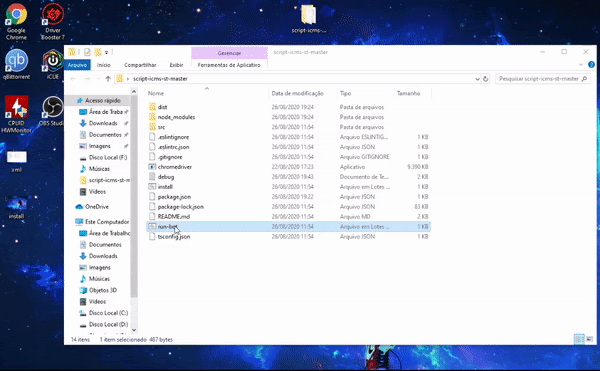 Google Chrome
Driver Booster 7
script-icms-...
qBittorrent
iCUE
CPUID HWMonitor
OBS Studio
xml
install
Gerenciar
script-icms-st-master
Arquivo
Início
Compartilhar
Exibir
Ferramentas de Aplicativo
script-icms-st-master
Pesquisar script-icms-st-master
Nome
Data de modificação
Tipo
Tamanho
dist 26/08/2020 19:24 Pasta de arquivos
node_modules 26/08/2020 19:24 Pasta de arquivos
src 26/08/2020 11:54 Pasta de arquivos
.eslintignore 26/08/2020 11:54 Arquivo ESLINTIG... 1 KB
.eslintrc.json 26/08/2020 11:54 Arquivo JSON 1 KB
.gitignore 26/08/2020 11:54 Arquivo GITIGNORE 1 KB
chromedriver 22/08/2020 17:23 Aplicativo 9.390 KB
debug 26/08/2020 19:43 Documento de Te... 2 KB
install 26/08/2020 11:54 Arquivo em Lotes ... 1 KB
package.json 26/08/2020 19:22 Arquivo JSON 1 KB
package-lock.json 26/08/2020 11:54 Arquivo JSON 63 KB
README.md 26/08/2020 11:54 Arquivo MD 2 KB
run-bot 26/08/2020 11:54 Arquivo em Lotes ... 1 KB
tsconfig.json 26/08/2020 11:54 Arquivo JSON 1 KB
Acesso rápido
Área de Traba
Downloads
Documentos
Imagens
Disco Local (F:)
Músicas
script-icms-st-ma
Vídeos
OneDrive
Este Computador
Área de Trabalho
Documentos
Downloads
Imagens
Músicas
Objetos 3D
Vídeos
Disco Local (C:)
Disco Local (D:)
14 itens
1 item selecionado 487 bytes